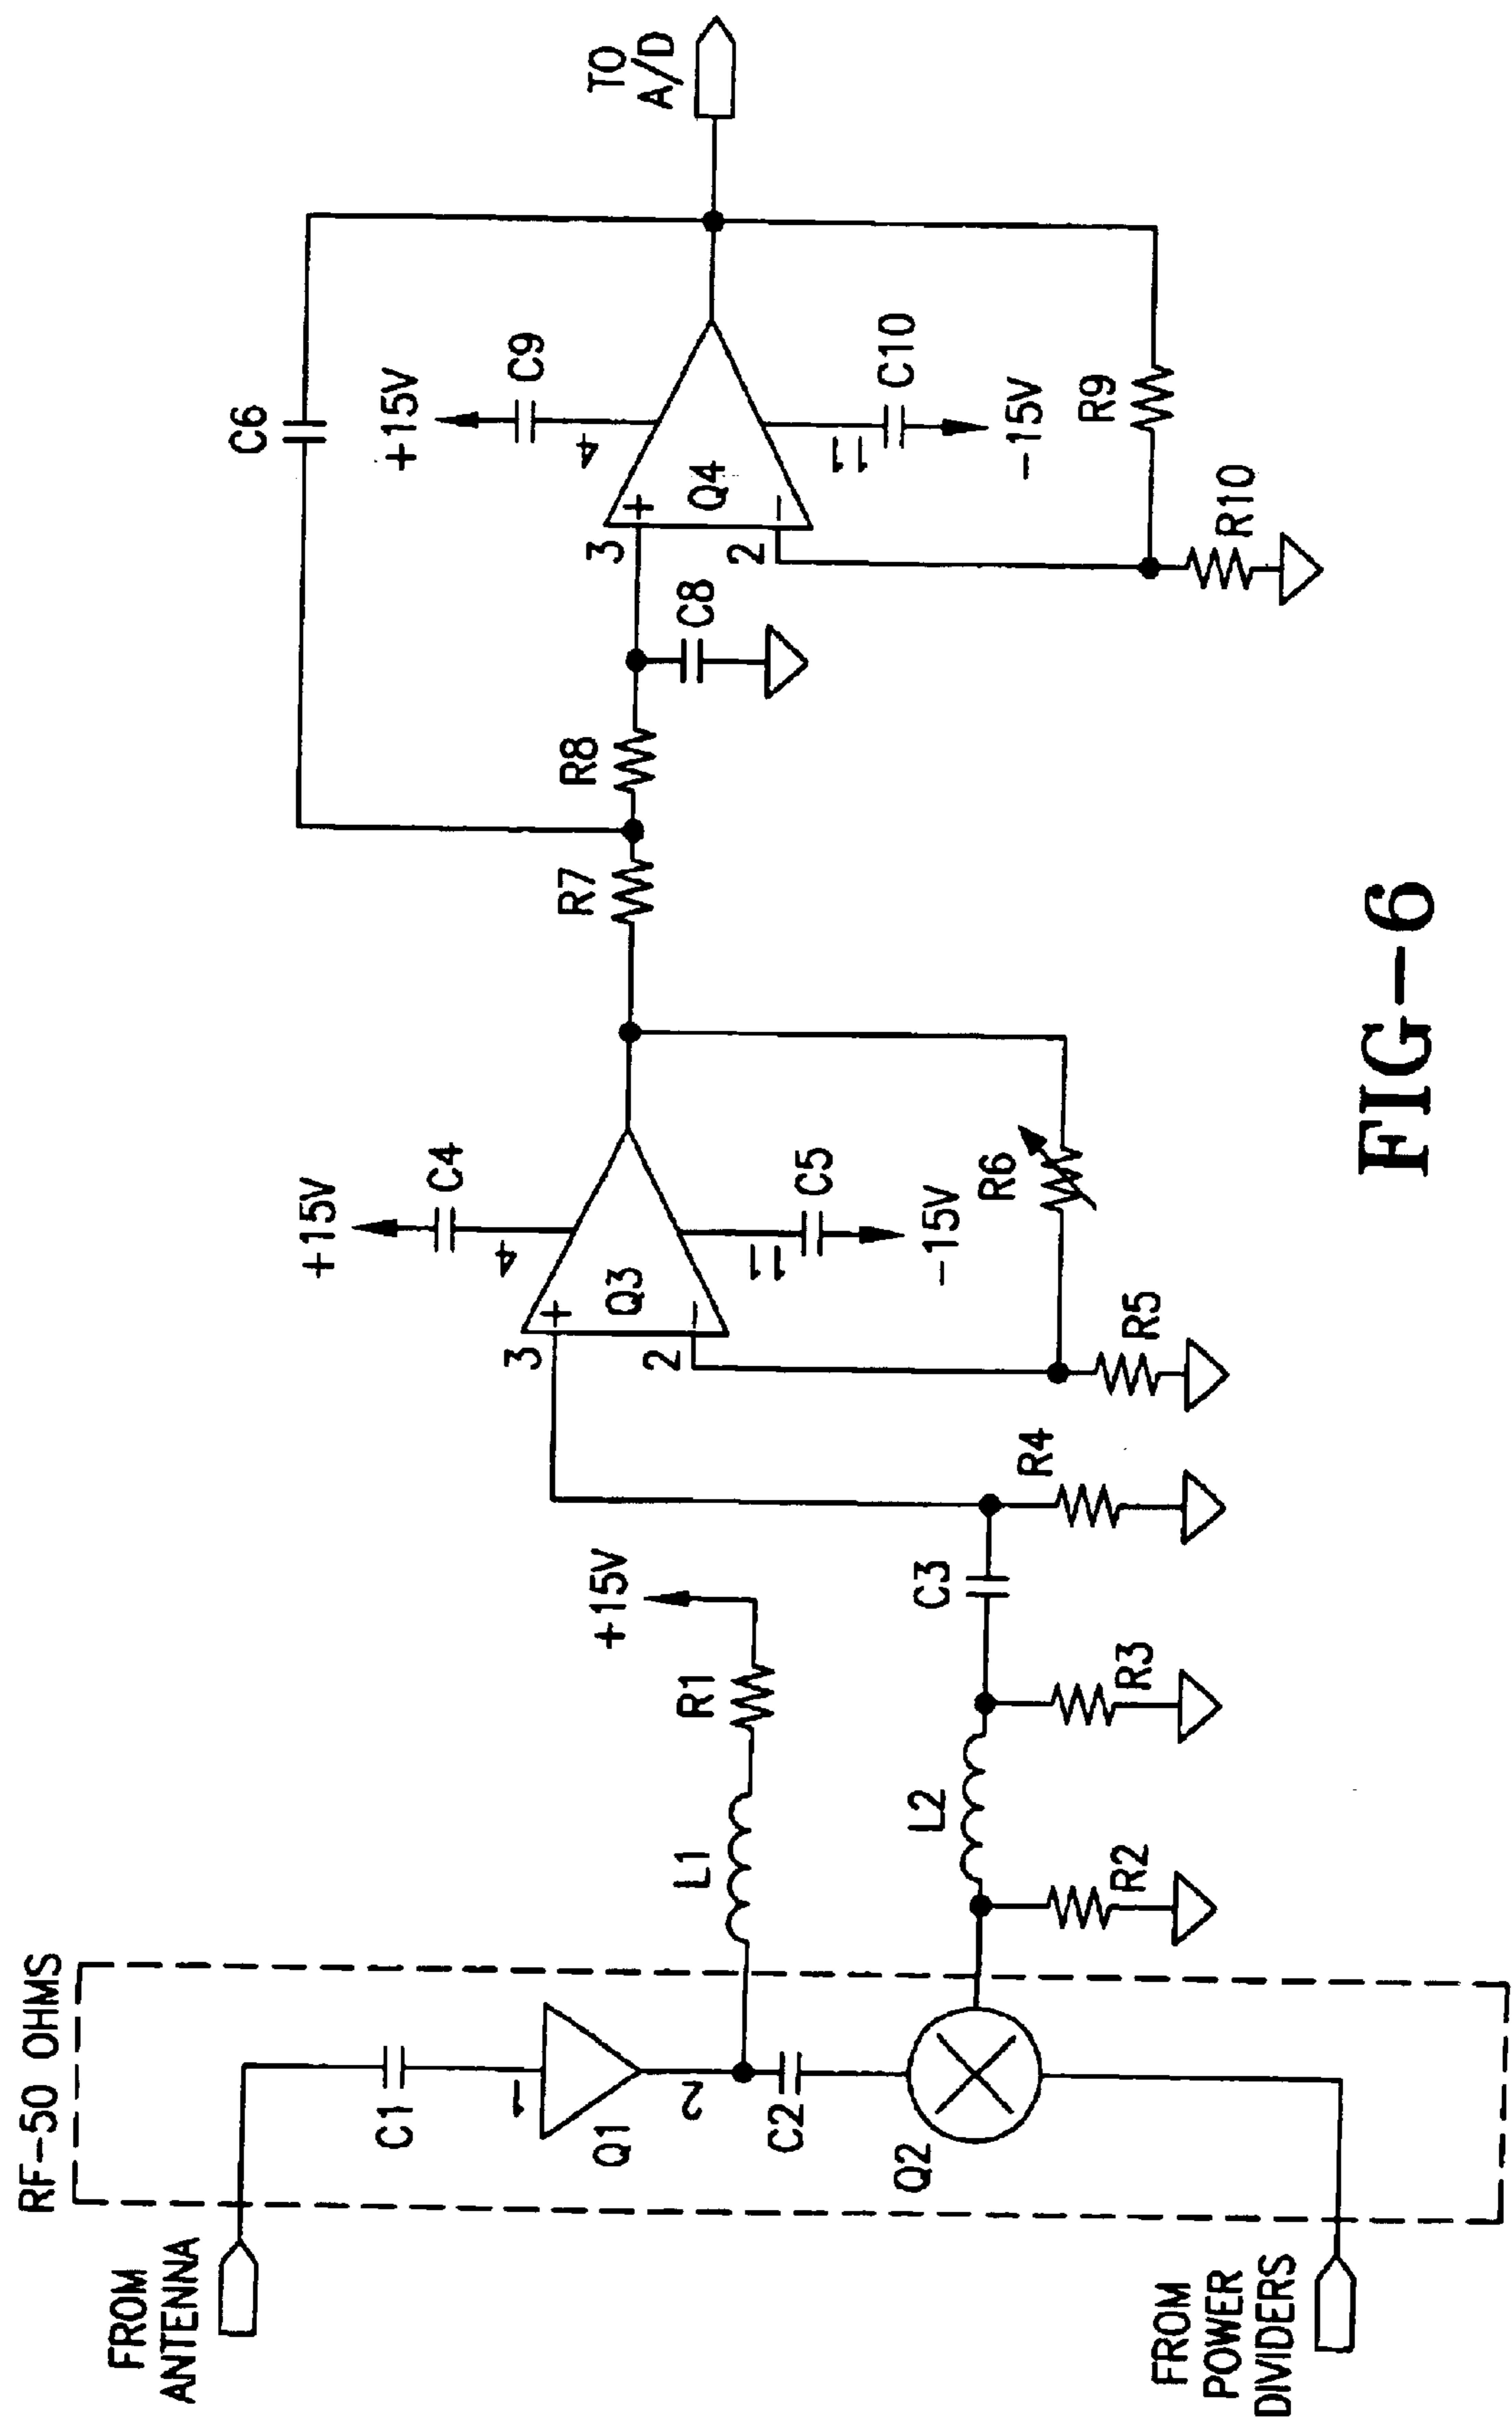 RF-50 OHMS
FROM
ANTENNA
C1
1
Q1
2
C2
Q2
FROM
POWER
DIVIDERS
L1
R1
+15V
R2
L2
R3
C3
R4
3
+
Q3
2
-
4
+15V
C4
11
C5
-15V
R6
R5
R7
R8
C6
C8
3
+
Q4
2
-
4
+15V
C9
11
C10
-15V
R9
R10
TO
A/D
FIG-6